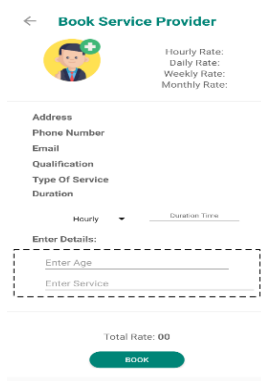 Book Service Provider
Hourly Rate:
Daily Rate:
Weekly Rate:
Monthly Rate:
Address
Phone Number
Email
Qualification
Type Of Service
Duration
Hourly Duration Time
Enter Details:
Enter Age
Enter Service
Total Rate: 00
BOOK